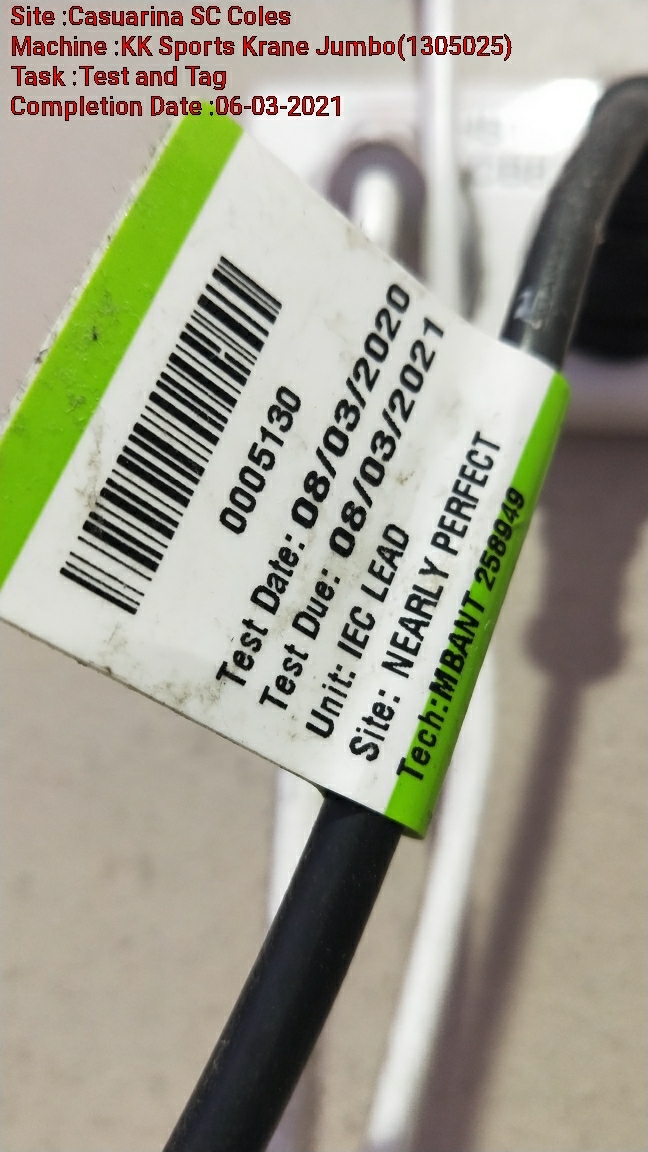 Site :Casuarina SC Coles
Machine :KK Sports Krane Jumbo(1305025)
Task :Test and Tag
Completion Date :06-03-2021
0005130
Test Date: 08/03/2020
Test Due: 08/03/2021
Unit: IEC LEAD
Site: NEARLY PERFECT
Tech:MBANT 258949